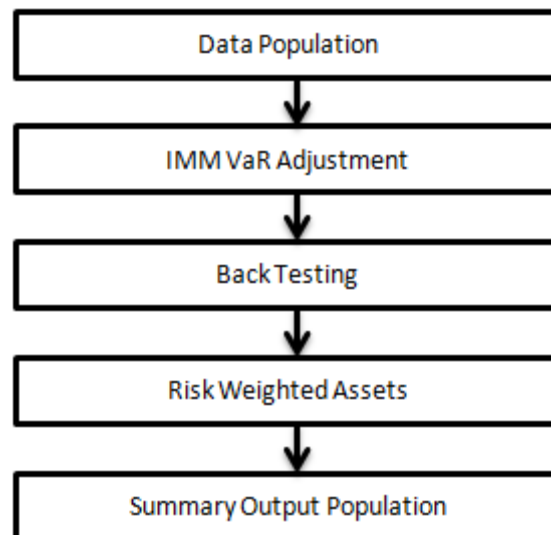 Data Population
IMM VaR Adjustment
Back Testing
Risk Weighted Assets
Summary Output Population